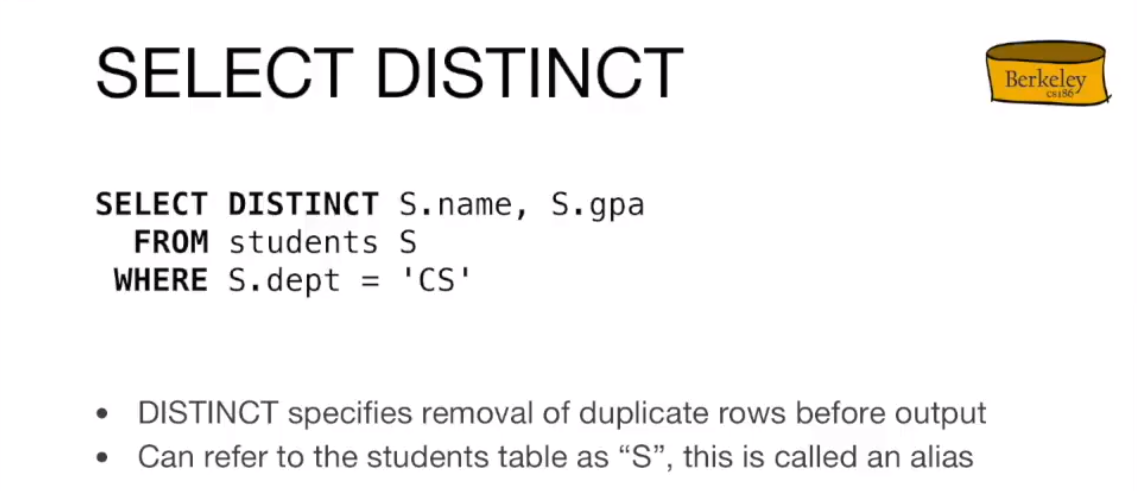 SELECT DISTINCT
Berkeley
cs186
SELECT DISTINCT S.name, S.gpa
FROM students S
WHERE S.dept = 'CS'
• DISTINCT specifies removal of duplicate rows before output
• Can refer to the students table as “S”, this is called an alias